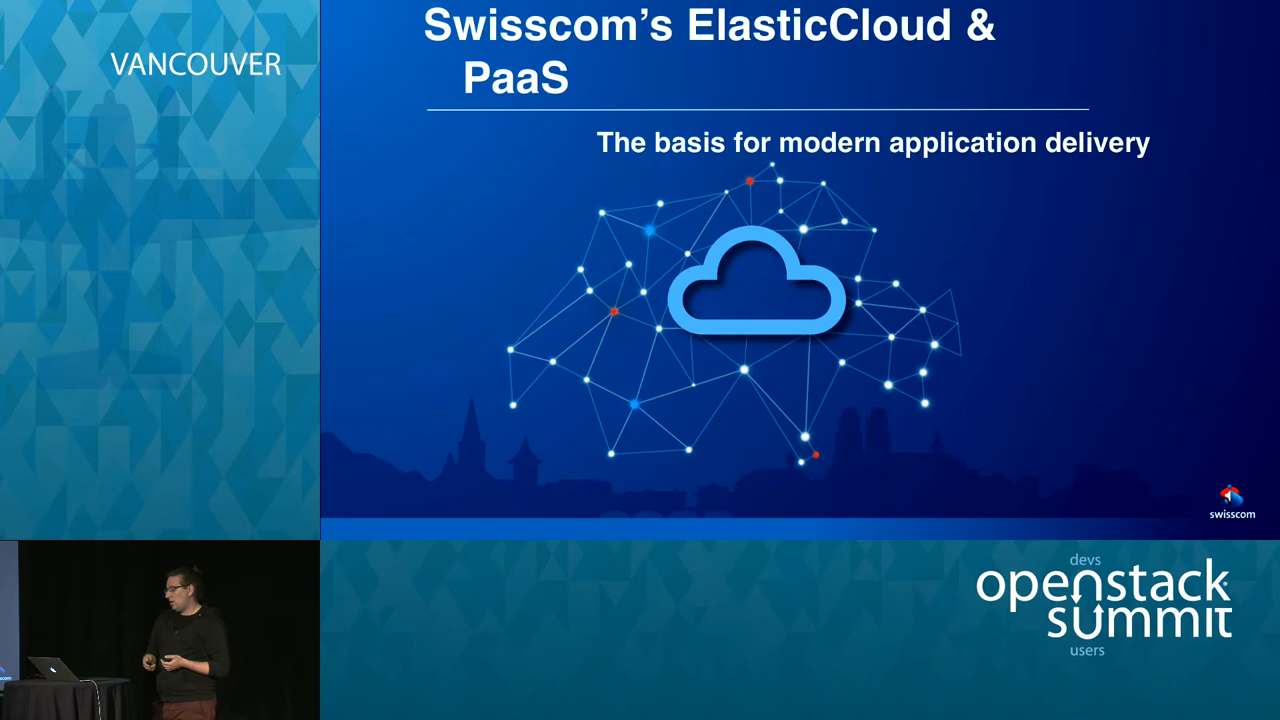 VANCOUVER
Swisscom’s ElasticCloud &
PaaS
The basis for modern application delivery
swisscom
devs
openstack
summit
users